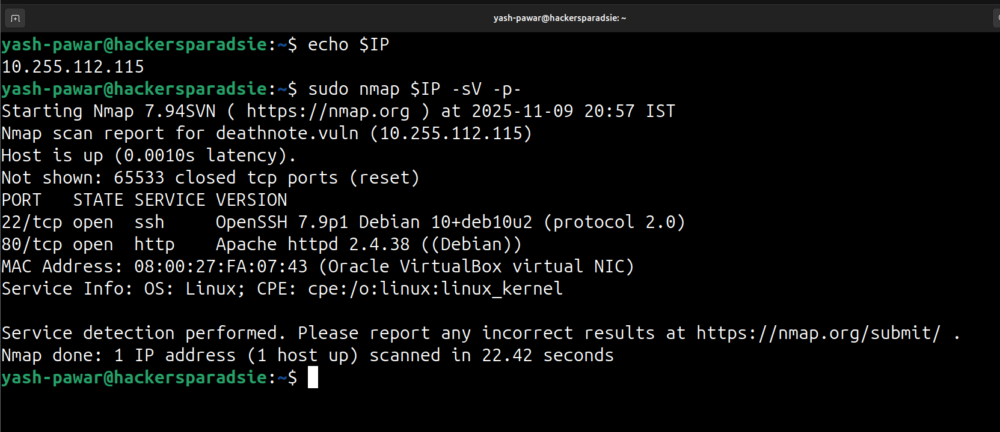 yash-pawar@hackersparadsie: ~
yash-pawar@hackersparadsie:~$ echo $IP
10.255.112.115
yash-pawar@hackersparadsie:~$ sudo nmap $IP -sV -p-
Starting Nmap 7.94SVN ( https://nmap.org ) at 2025-11-09 20:57 IST
Nmap scan report for deathnote.vuln (10.255.112.115)
Host is up (0.0010s latency).
Not shown: 65533 closed tcp ports (reset)
PORT   STATE SERVICE VERSION
22/tcp open  ssh     OpenSSH 7.9p1 Debian 10+deb10u2 (protocol 2.0)
80/tcp open  http    Apache httpd 2.4.38 ((Debian))
MAC Address: 08:00:27:FA:07:43 (Oracle VirtualBox virtual NIC)
Service Info: OS: Linux; CPE: cpe:/o:linux:linux_kernel
Service detection performed. Please report any incorrect results at https://nmap.org/submit/ .
Nmap done: 1 IP address (1 host up) scanned in 22.42 seconds
yash-pawar@hackersparadsie:~$